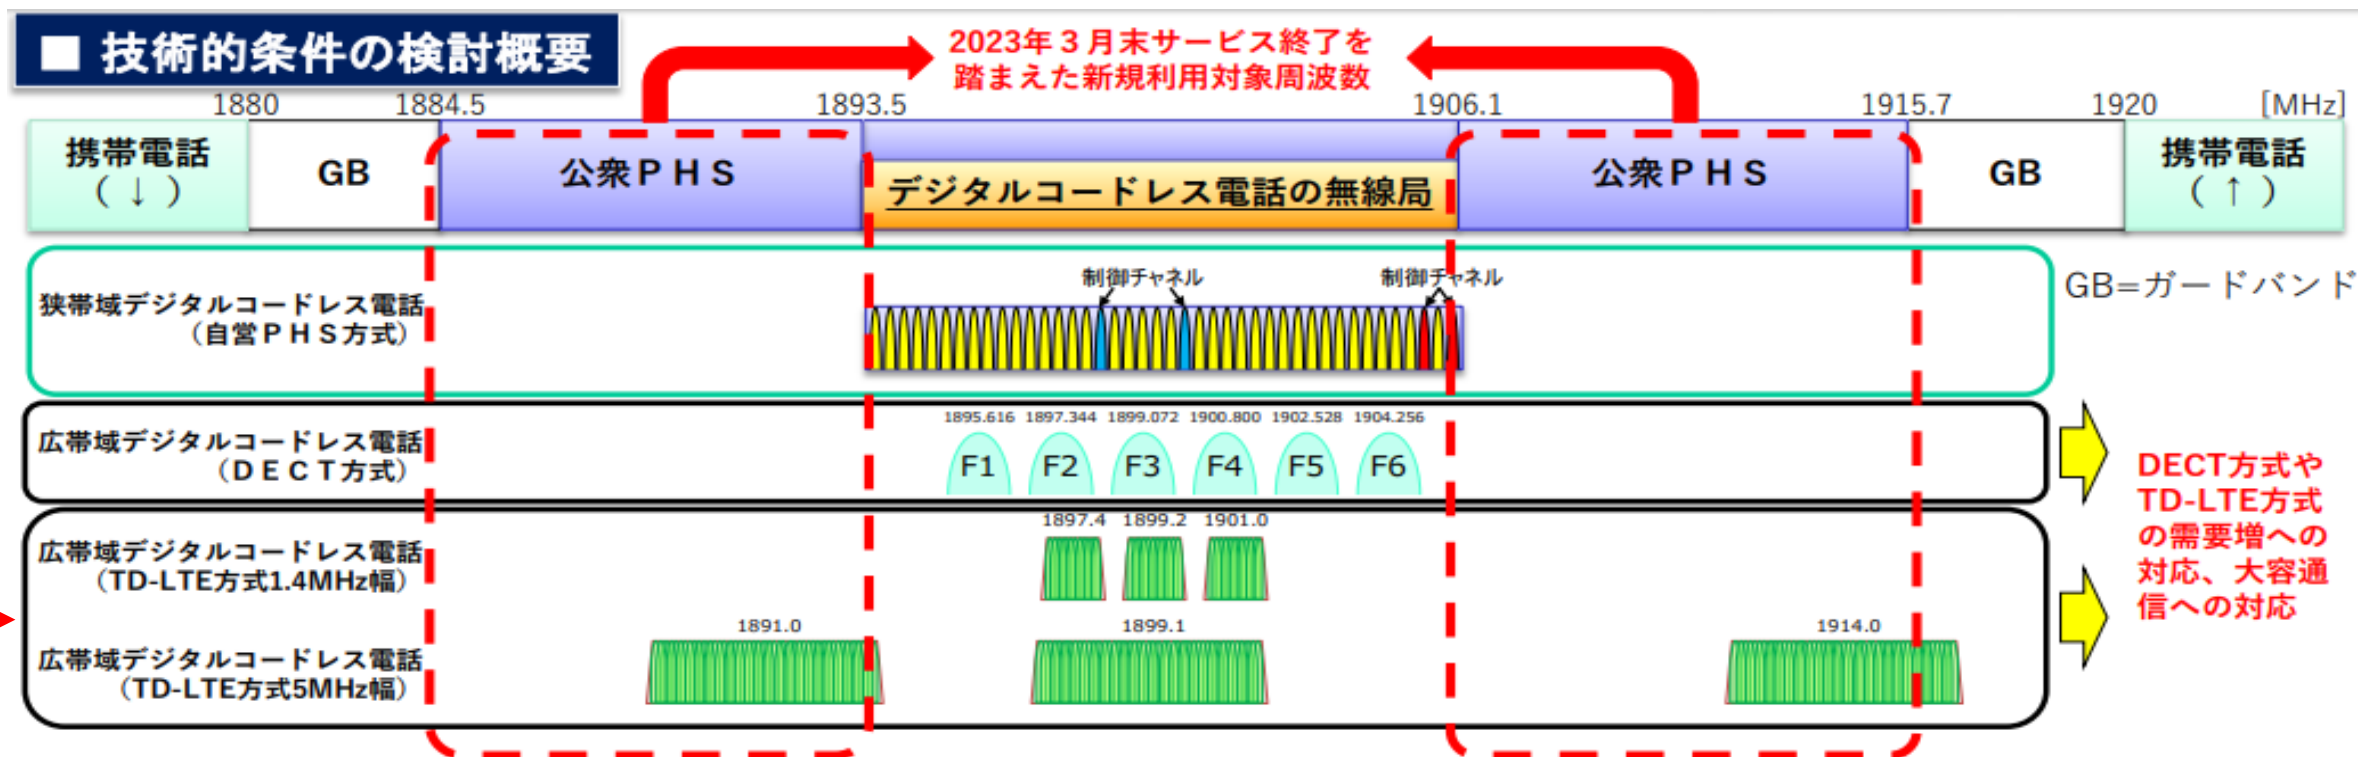 ■ 技術的条件の検討概要
2023年３月末サービス終了を
踏まえた新規利用対象周波数
1880 1884.5 1893.5 1906.1 1915.7 1920 [MHz]
携帯電話
（↓）
GB
公衆ＰＨＳ
デジタルコードレス電話の無線局
公衆ＰＨＳ
GB
携帯電話
（↑）
GB=ガードバンド
狭帯域デジタルコードレス電話
（自営ＰＨＳ方式）
制御チャネル 制御チャネル
広帯域デジタルコードレス電話
（ＤＥＣＴ方式）
1895.616 1897.344 1899.072 1900.800 1902.528 1904.256
F1 F2 F3 F4 F5 F6
広帯域デジタルコードレス電話
（TD-LTE方式1.4MHz幅）
1897.4 1899.2 1901.0
広帯域デジタルコードレス電話
（TD-LTE方式5MHz幅）
1891.0 1899.1 1914.0
DECT方式や
TD-LTE方式
の需要増への
対応、大容通
信への対応